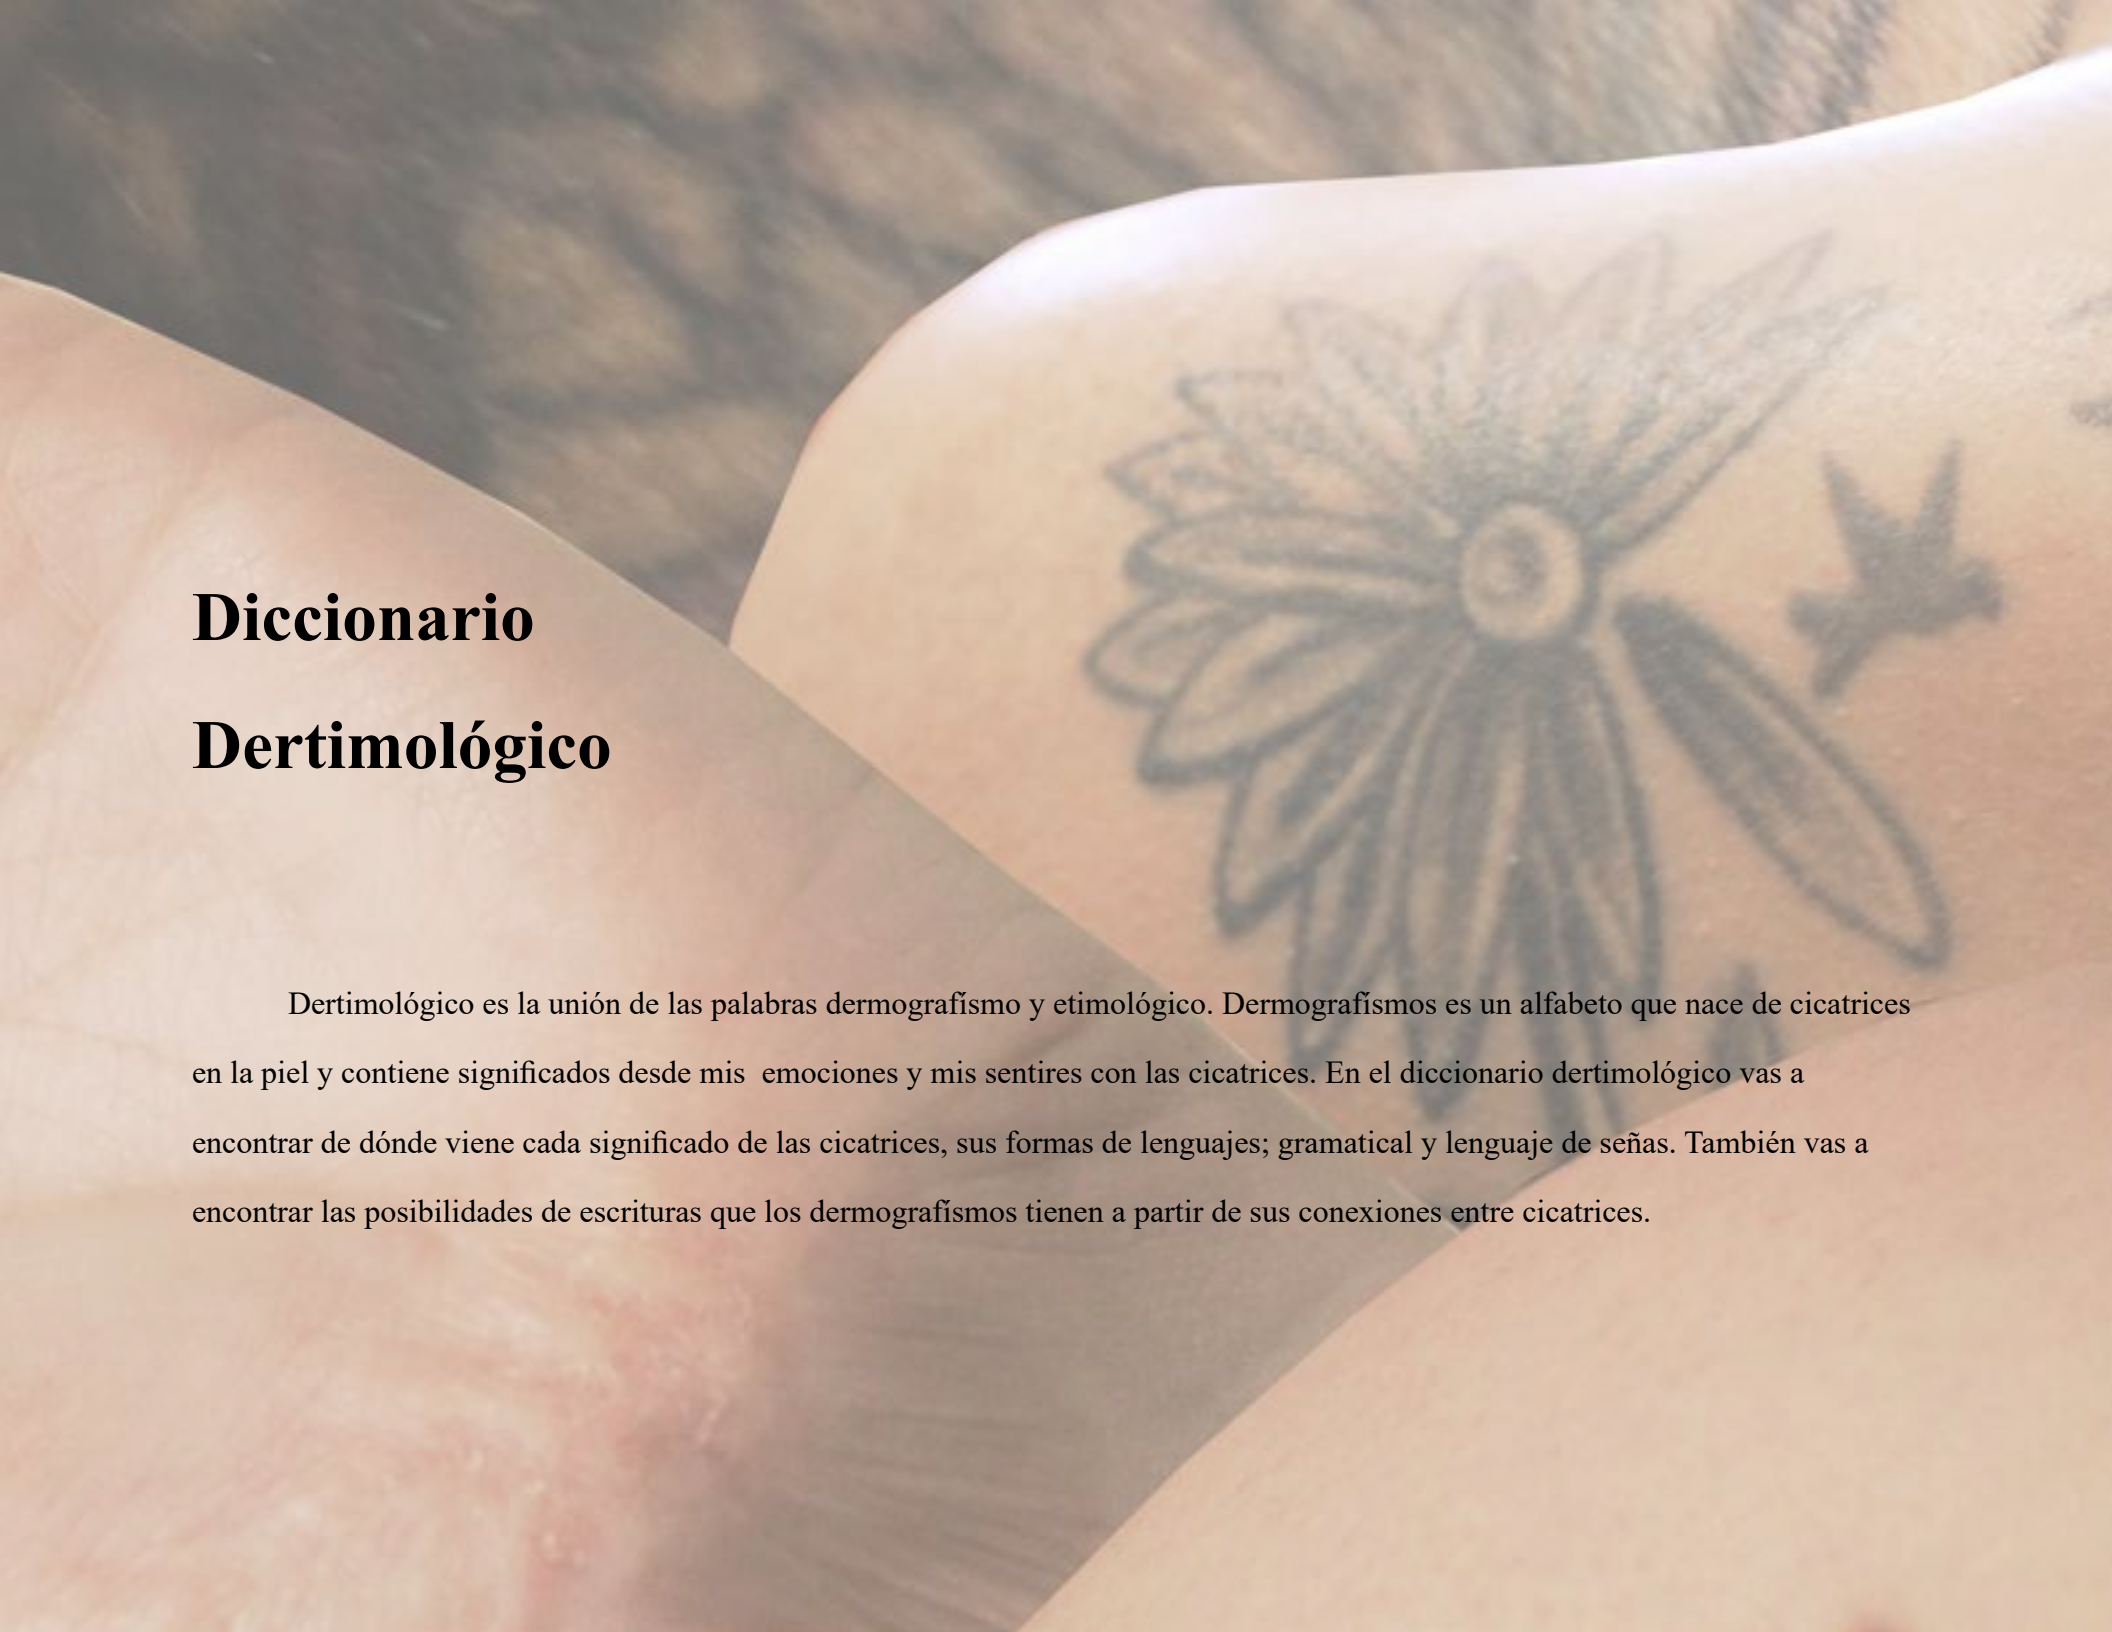 Diccionario
Dertimológico
Dertimológico es la unión de las palabras dermografísmo y etimológico. Dermografísmos es un alfabeto que nace de cicatrices
en la piel y contiene significados desde mis  emociones y mis sentires con las cicatrices. En el diccionario dertimológico vas a
encontrar de dónde viene cada significado de las cicatrices, sus formas de lenguajes; gramatical y lenguaje de señas. También vas a
encontrar las posibilidades de escrituras que los dermografísmos tienen a partir de sus conexiones entre cicatrices.